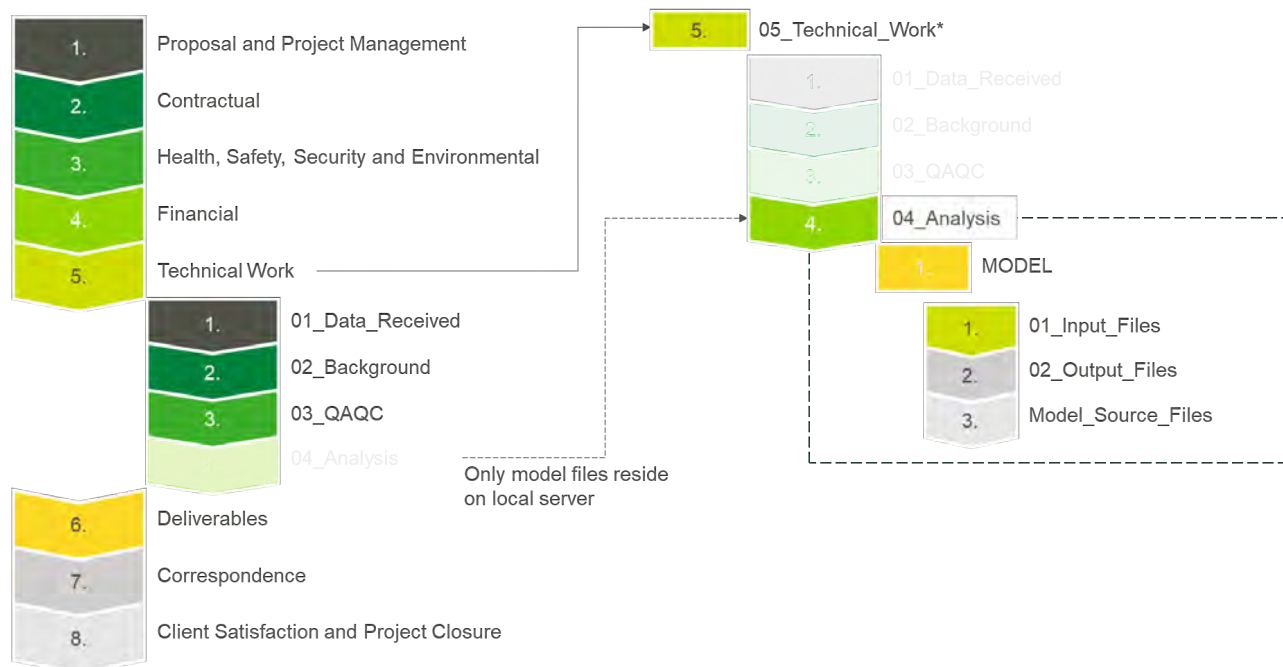 1. Proposal and Project Management
2. Contractual
3. Health, Safety, Security and Environmental
4. Financial
5. Technical Work
1. 01_Data_Received
2. 02_Background
3. 03_QAQC
04_Analysis
Only model files reside
on local server
6. Deliverables
7. Correspondence
8. Client Satisfaction and Project Closure
5. 05_Technical_Work*
1. 01_Data_Received
2. 02_Background
3. 03_QAQC
4. 04_Analysis
1. MODEL
1. 01_Input_Files
2. 02_Output_Files
3. Model_Source_Files